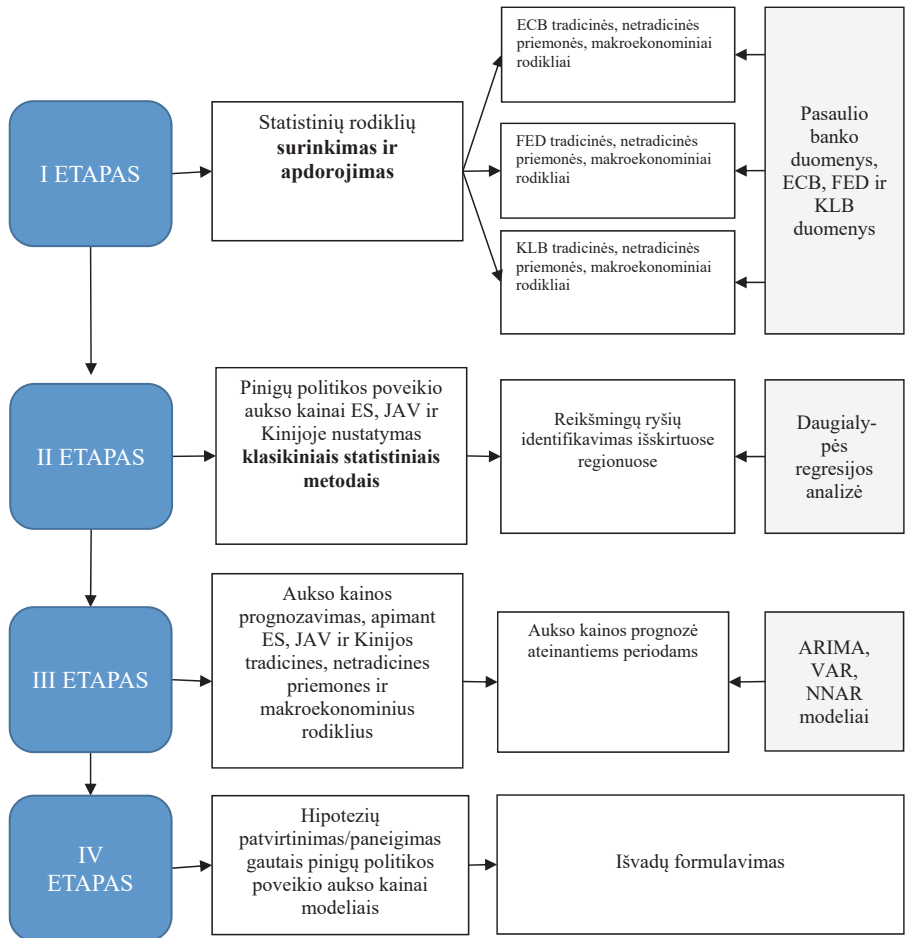 I ETAPAS
Statistinių rodiklių
surinkimas ir
apdorojimas
ECB tradicinės, netradicinės
priemonės, makroekonominiai
rodikliai
FED tradicinės, netradicinės
priemonės, makroekonominiai
rodikliai
KLB tradicinės, netradicinės
priemonės, makroekonominiai
rodikliai
Pasaulio
banko
duomenys,
ECB, FED ir
KLB
duomenys
II ETAPAS
Pinigų politikos poveikio
aukso kainai ES, JAV ir
Kinijoje nustatymas
klasikiniais statistiniais
metodais
Reikšmingų ryšių
identifikavimas išskirtuose
regionuose
Daugialy-
pės
regresijos
analizė
III ETAPAS
Aukso kainos
prognozavimas, apimant
ES, JAV ir Kinijos
tradicines, netradicines
priemones ir
makroekonominius
rodiklius
Aukso kainos prognozė
ateinantiems periodams
ARIMA,
VAR,
NNAR
modeliai
IV
ETAPAS
Hipotezių
patvirtinimas/paneigimas
gautais pinigų politikos
poveikio aukso kainai
modeliais
Išvadų formulavimas